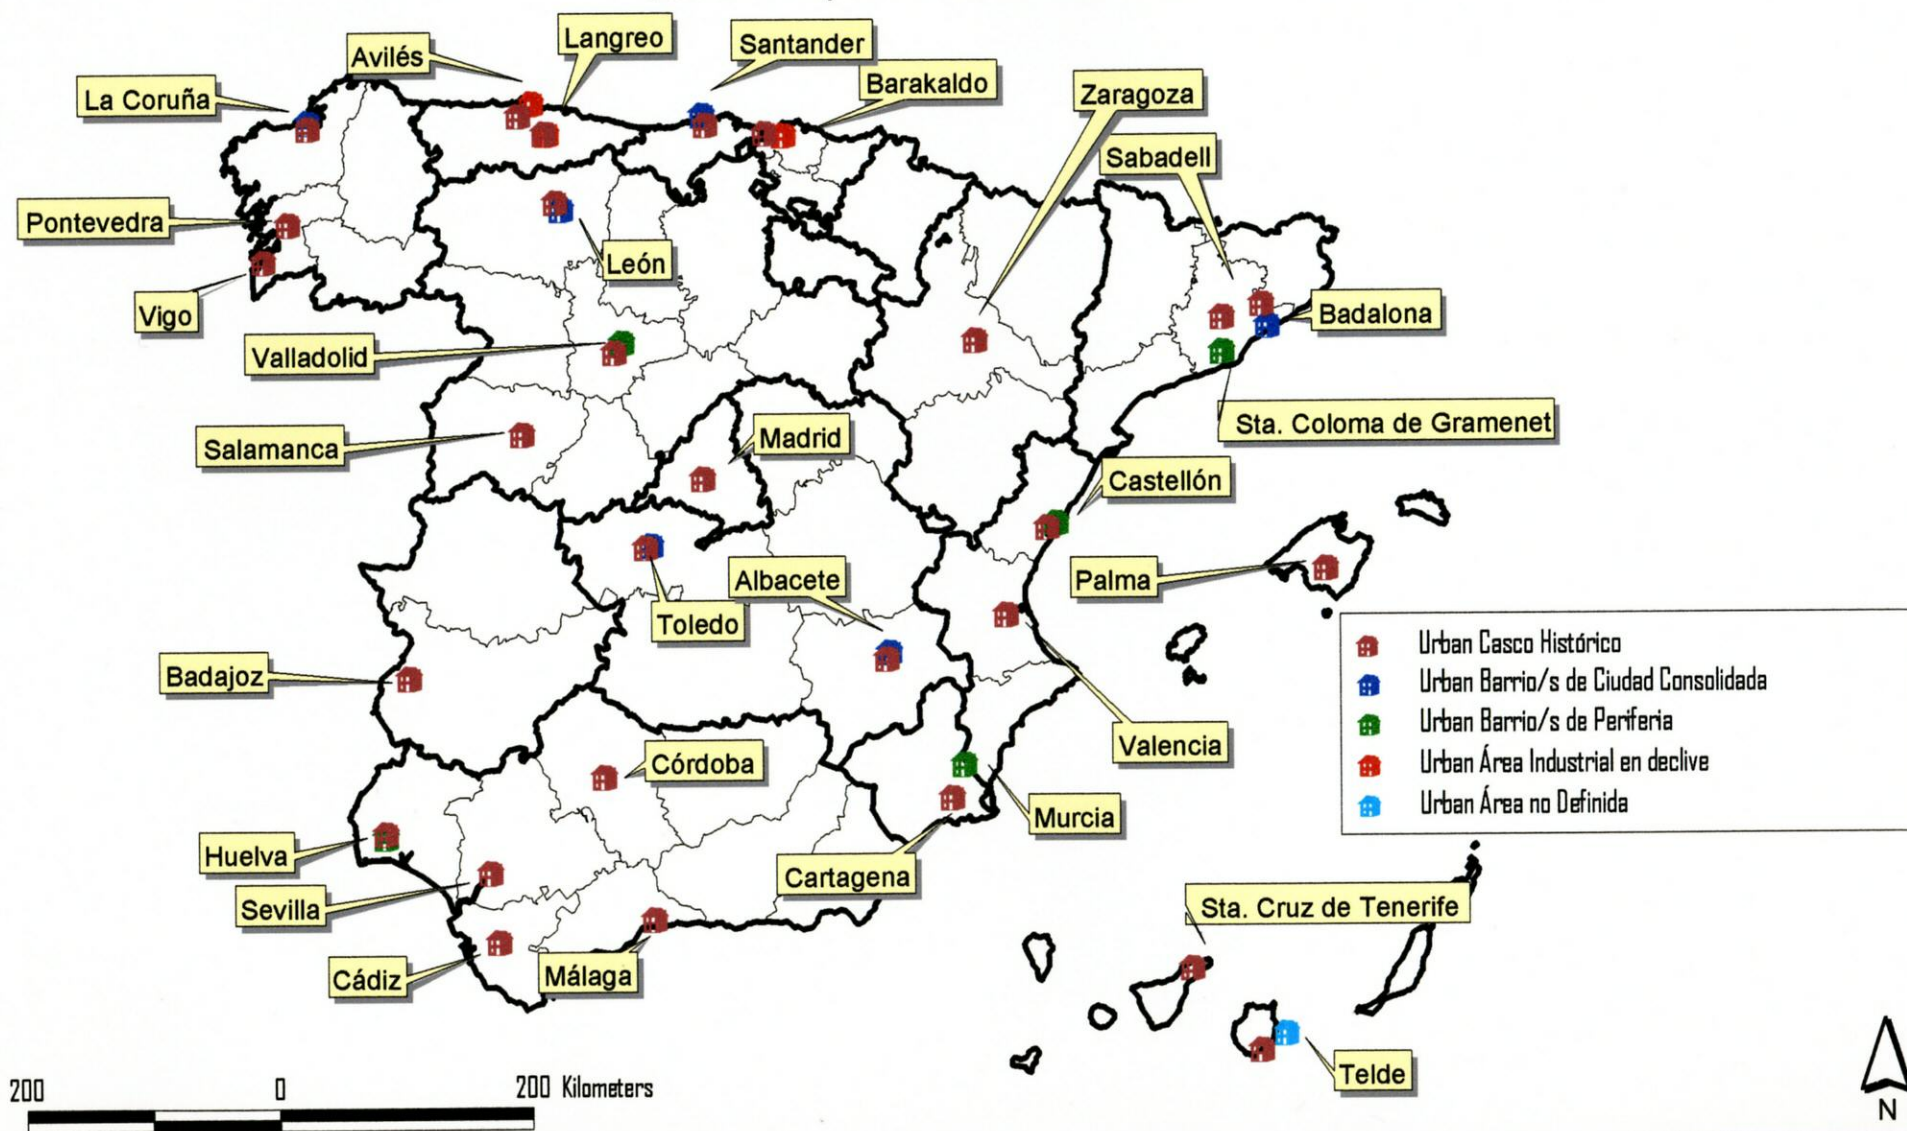 Langreo
Santander
Avilés
Barakaldo
La Coruña
Zaragoza
Sabadell
Pontevedra
León
Vigo
Badalona
Valladolid
Sta. Coloma de Gramenet
Salamanca
Madrid
Castellón
Albacete
Palma
Toledo
Badajoz
Urban Casco Histórico
Urban Barrio/s de Ciudad Consolidada
Urban Barrio/s de Periferia
Urban Área Industrial en declive
Urban Área no Definida
Valencia
Córdoba
Murcia
Huelva
Cartagena
Sevilla
Sta. Cruz de Tenerife
Cádiz
Málaga
Telde
200 0 200 Kilometers
N